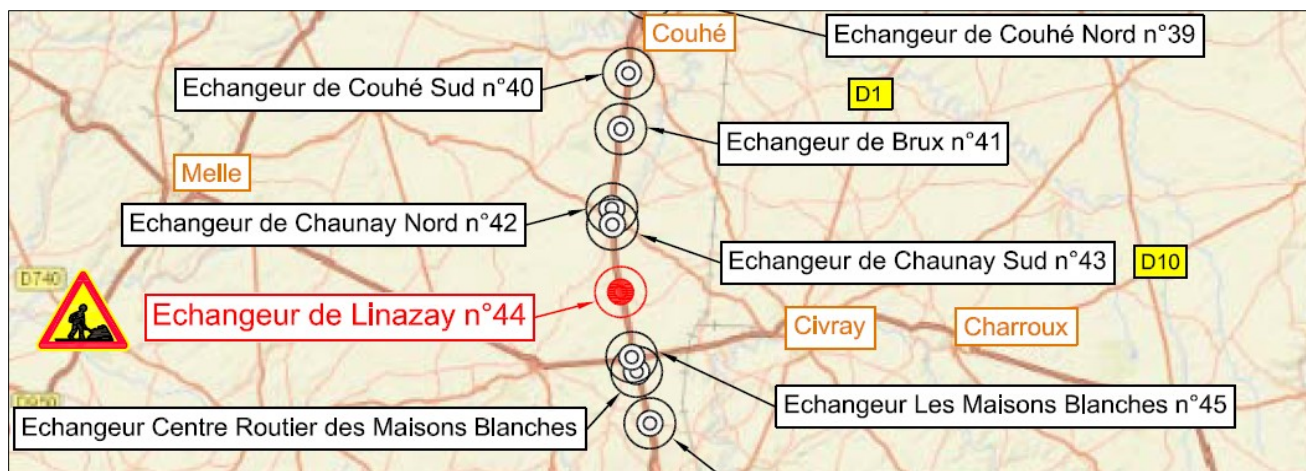 Couhé
Echangeur de Couhé Nord n°39
Echangeur de Couhé Sud n°40
D1
Echangeur de Brux n°41
Melle
Echangeur de Chaunay Nord n°42
Echangeur de Chaunay Sud n°43
D10
D740
Echangeur de Linazay n°44
Civray
Charroux
D950
Echangeur Les Maisons Blanches n°45
Echangeur Centre Routier des Maisons Blanches